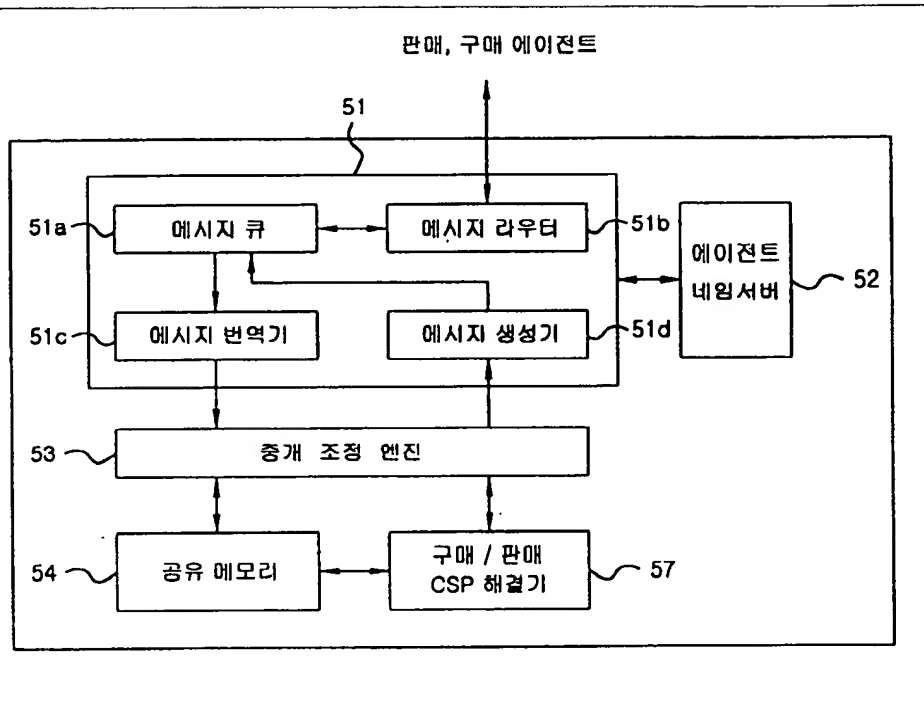 판매, 구매 에이전트
51
51a
메시지 큐
메시지 라우터
51b
에이전트
네임서버
52
51c
메시지 번역기
메시지 생성기
51d
53
중개 조정 엔진
54
공유 메모리
구매 / 판매
CSP 해결기
57